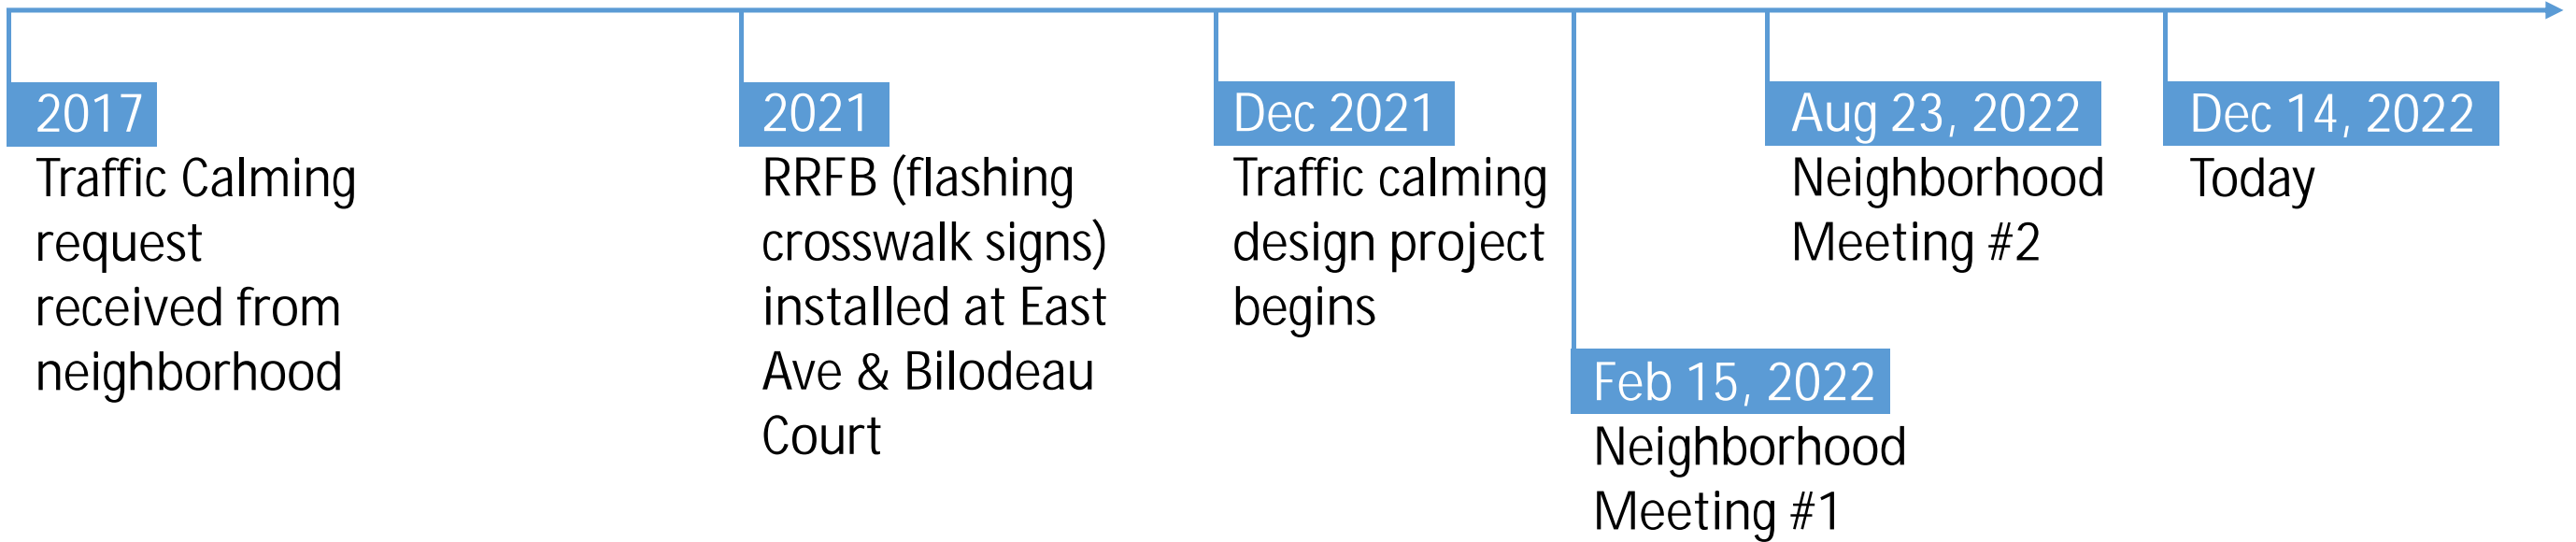 2017
Traffic Calming
request
received from
neighborhood
2021
RRFB (flashing
crosswalk signs)
installed at East
Ave & Bilodeau
Court
Dec 2021
Traffic calming
design project
begins
Feb 15, 2022
Neighborhood
Meeting #1
Aug 23, 2022
Neighborhood
Meeting #2
Dec 14, 2022
Today